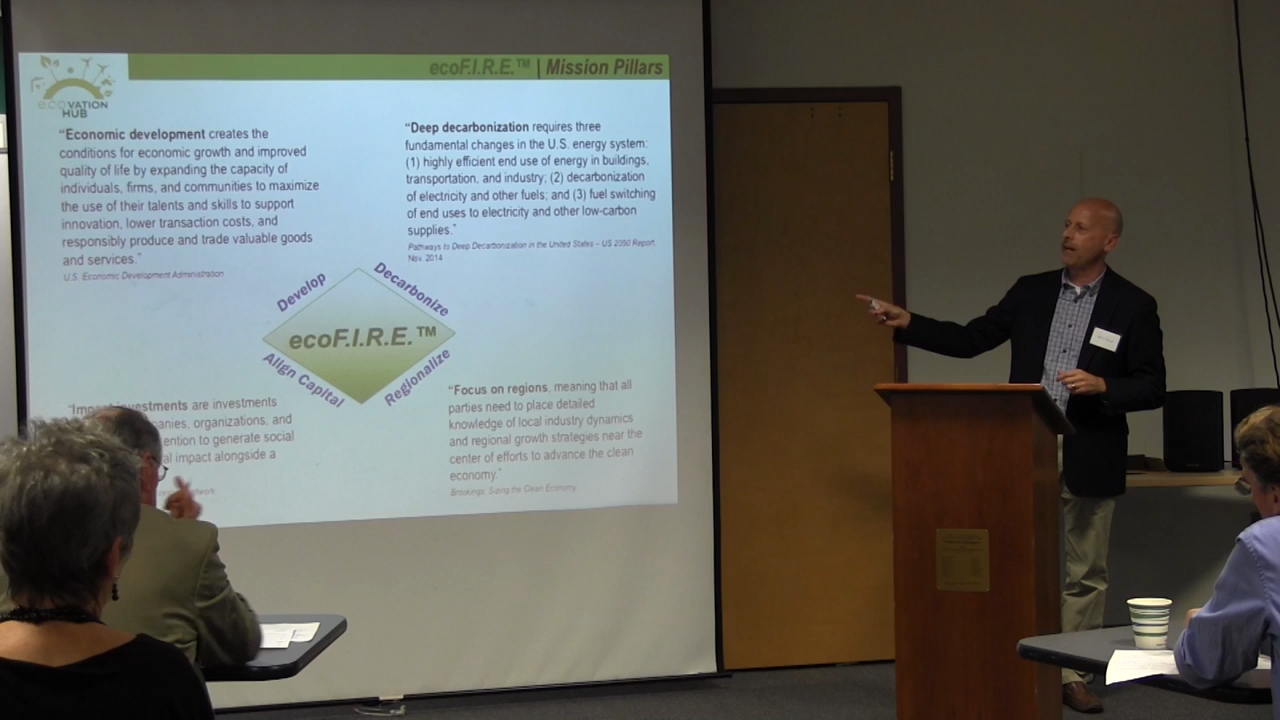 ecoF.I.R.E.™ | Mission Pillars
ecOVATION
HUB
“Economic development creates the
conditions for economic growth and improved
quality of life by expanding the capacity of
individuals, firms, and communities to maximize
the use of their talents and skills to support
innovation, lower transaction costs, and
responsibly produce and trade valuable goods
and services.”
U.S. Economic Development Administration
“Deep decarbonization requires three
fundamental changes in the U.S. energy system:
(1) highly efficient end use of energy in buildings,
transportation, and industry; (2) decarbonization
of electricity and other fuels; and (3) fuel switching
of end uses to electricity and other low-carbon
supplies.”
Pathways to Deep Decarbonization in the United States – US 2050 Report,
Nov. 2014
Develop
Decarbonize
ecoF.I.R.E.™
Align Capital
Regionalize
investments are investments
organizations, and
to generate social
impact alongside a
“Focus on regions, meaning that all
parties need to place detailed
knowledge of local industry dynamics
and regional growth strategies near the
center of efforts to advance the clean
economy.”
Brookings, Sizing the Clean Economy